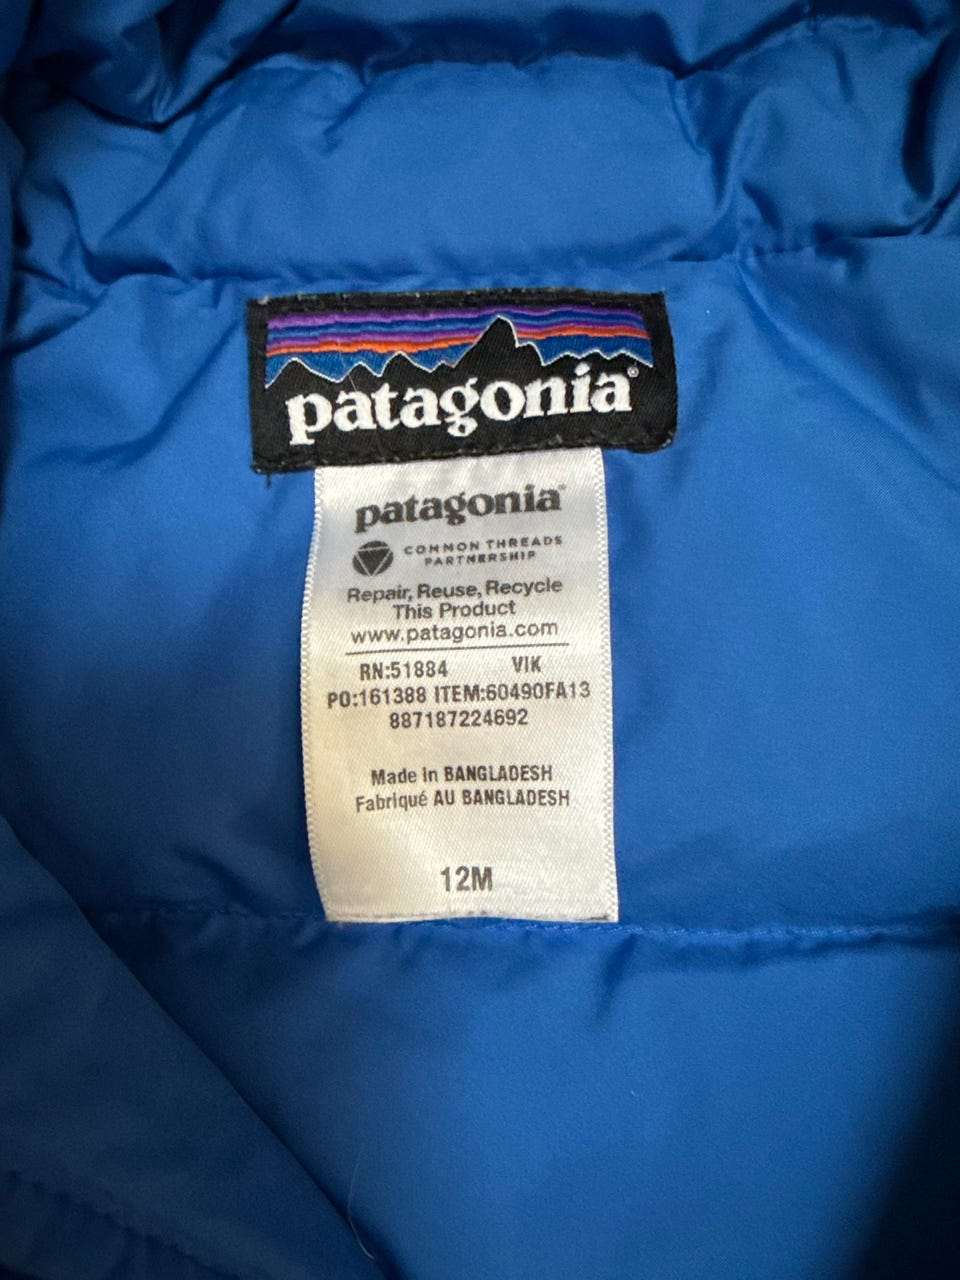 patagonia®
patagonia®
COMMON THREADS
PARTNERSHIP
Repair, Reuse, Recycle
This Product
www.patagonia.com
RN:51884 VIK
PO:161388 ITEM:60490FA13
887187224692
Made in BANGLADESH
Fabriqué AU BANGLADESH
12M